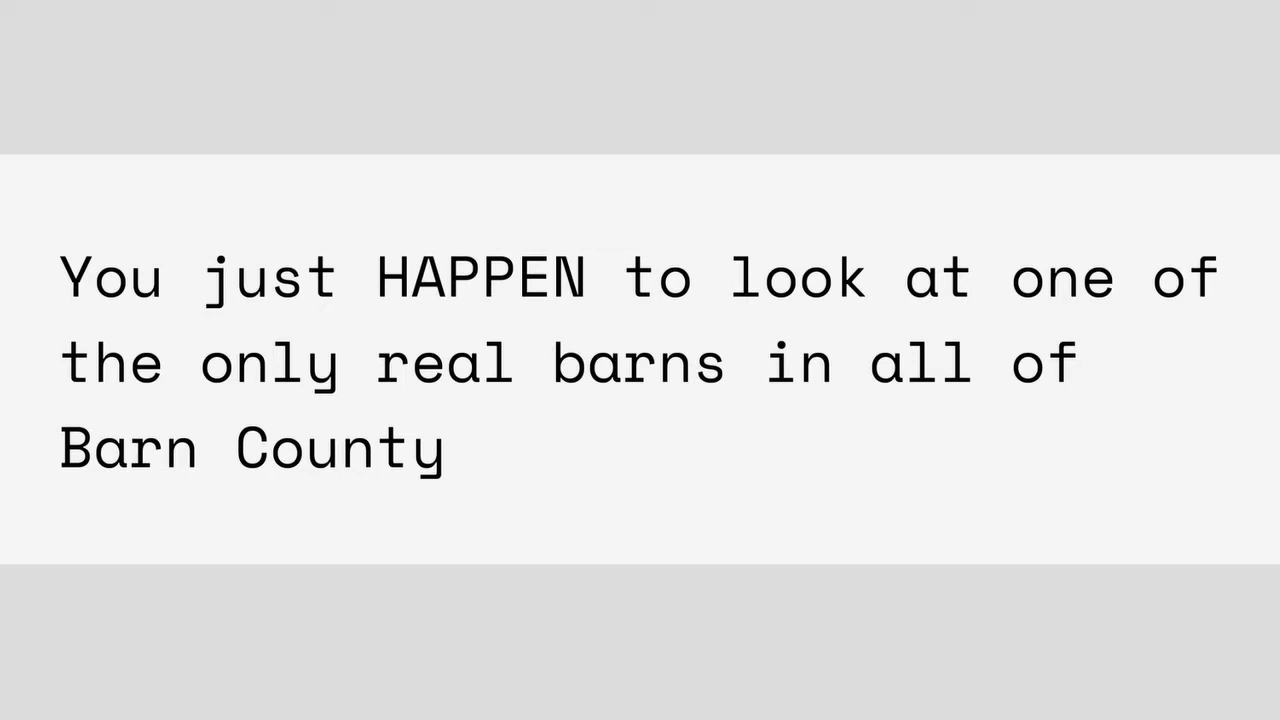 You just HAPPEN to look at one of
the only real barns in all of
Barn County